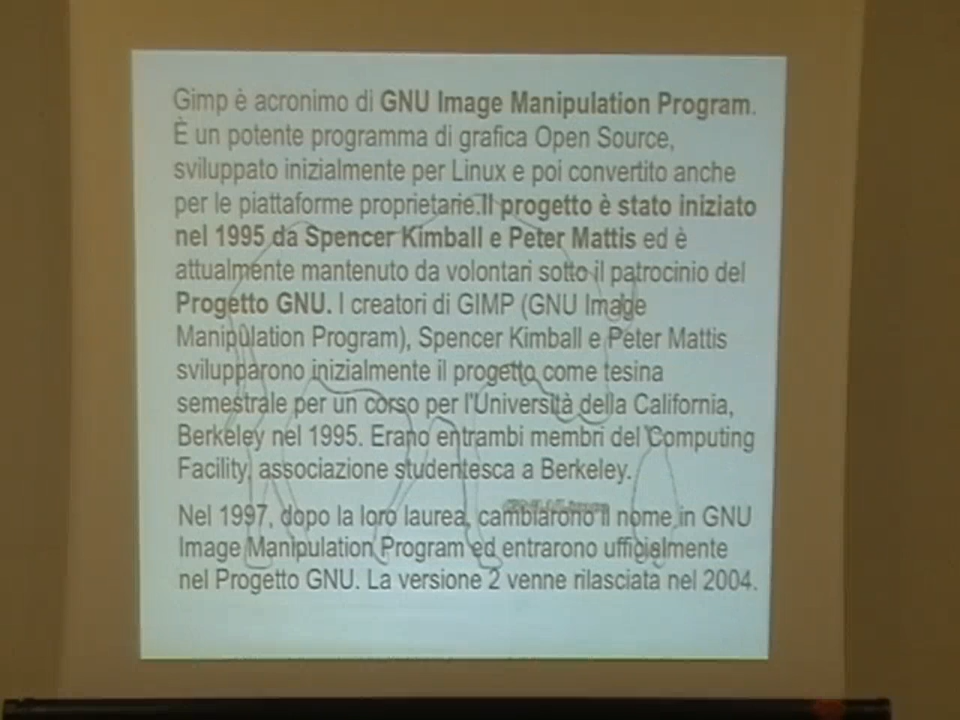 Gimp è acronimo di GNU Image Manipulation Program.
È un potente programma di grafica Open Source,
sviluppato inizialmente per Linux e poi convertito anche
per le piattaforme proprietarie.Il progetto è stato iniziato
nel 1995 da Spencer Kimball e Peter Mattis ed è
attualmente mantenuto da volontari sotto il patrocinio del
Progetto GNU. I creatori di GIMP (GNU Image
Manipulation Program), Spencer Kimball e Peter Mattis
svilupparono inizialmente il progetto come tesina
semestrale per un corso per l'Università della California,
Berkeley nel 1995. Erano entrambi membri del Computing
Facility, associazione studentesca a Berkeley.
Nel 1997, dopo la loro laurea, cambiarono il nome in GNU
Image Manipulation Program ed entrarono ufficialmente
nel Progetto GNU. La versione 2 venne rilasciata nel 2004.